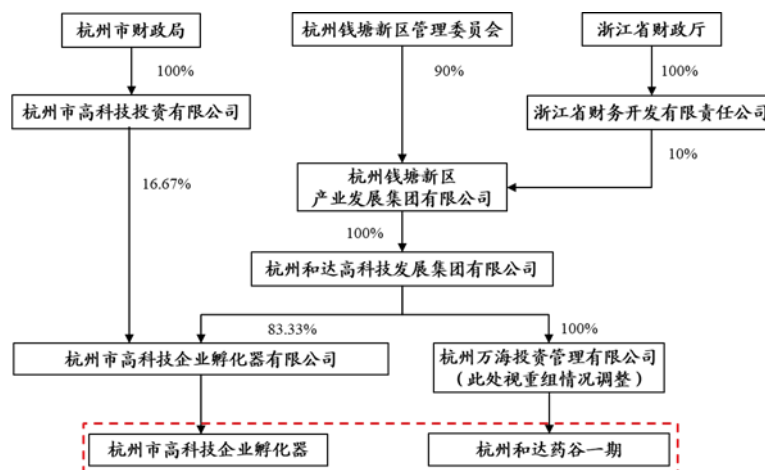 杭州市财政局
杭州钱塘新区管理委员会
浙江省财政厅
100%
90%
100%
杭州市高科技投资有限公司
浙江省财务开发有限责任公司
16.67%
10%
杭州钱塘新区
产业发展集团有限公司
100%
杭州和达高科技发展集团有限公司
83.33%
100%
杭州市高科技企业孵化器有限公司
杭州万海投资管理有限公司
（此处视重组情况调整）
杭州市高科技企业孵化器
杭州和达药谷一期